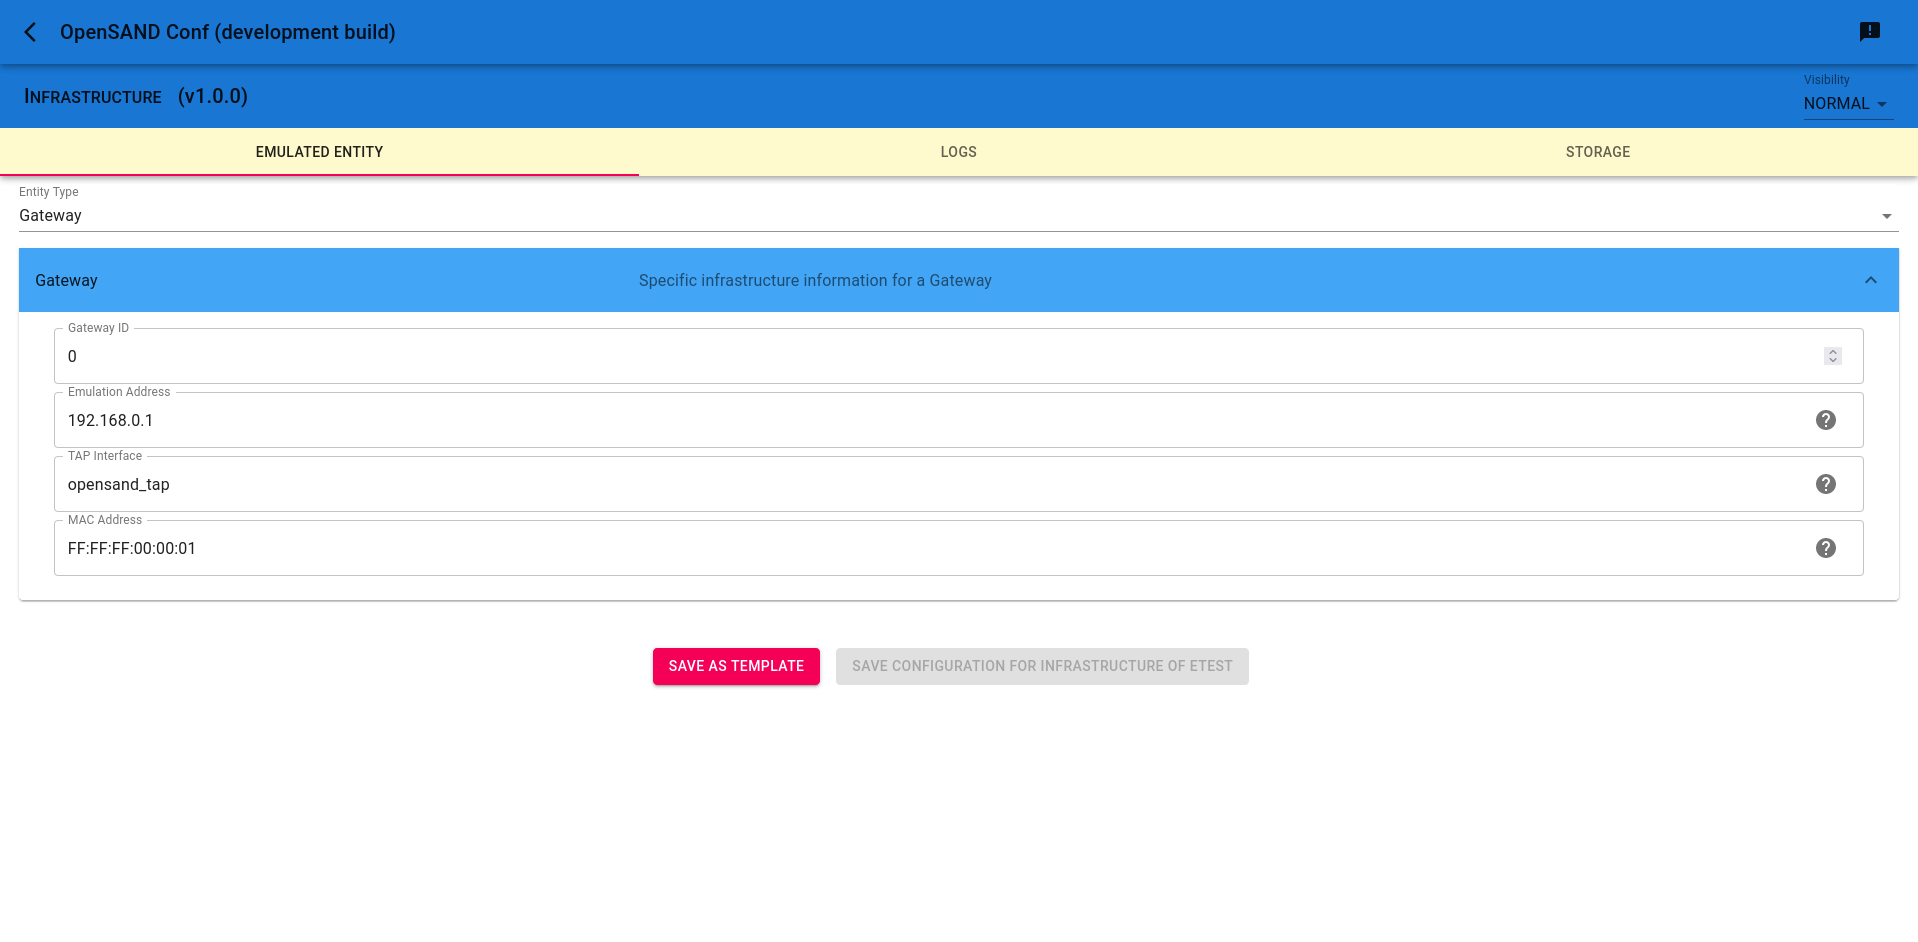 OpenSAND Conf (development build)
INFRASTRUCTURE (v1.0.0)
Visibility
NORMAL
EMULATED ENTITY
LOGS
STORAGE
Entity Type
Gateway
Gateway
Specific infrastructure information for a Gateway
Gateway ID
0
Emulation Address
192.168.0.1
TAP Interface
opensand_tap
MAC Address
FF:FF:FF:00:00:01
SAVE AS TEMPLATE
SAVE CONFIGURATION FOR INFRASTRUCTURE OF ETEST